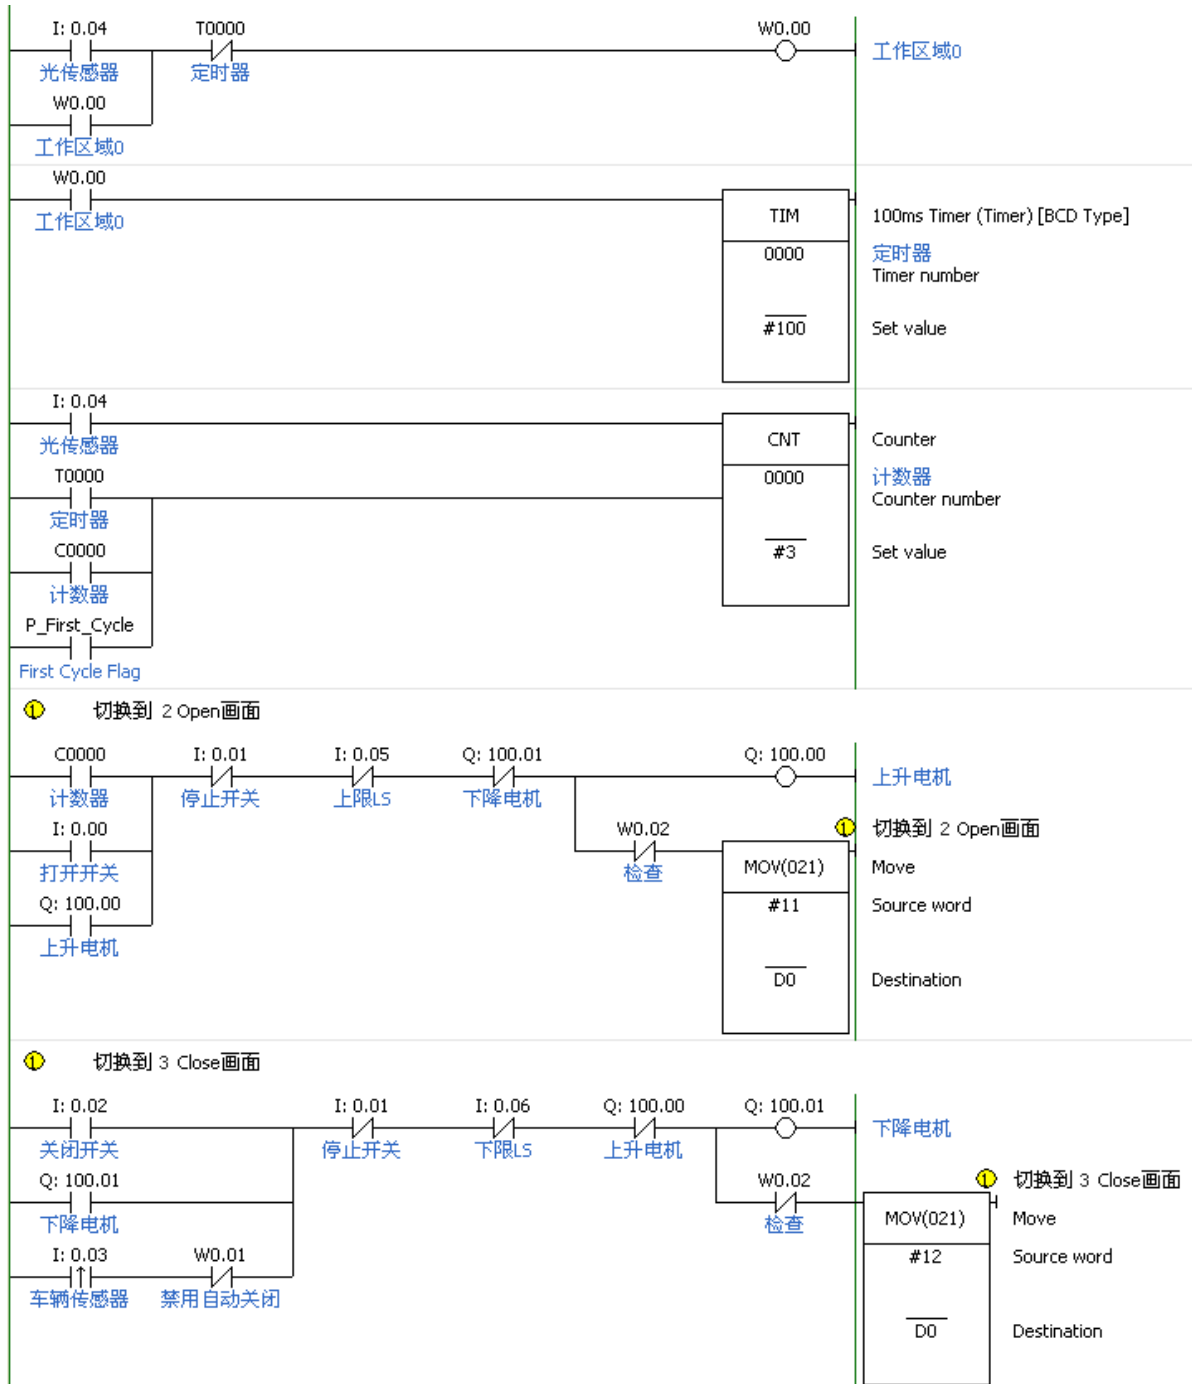 I: 0.04 T0000 W0.00
光传感器 定时器 工作区域0
W0.00
工作区域0
W0.00
工作区域0
TIM 100ms Timer (Timer) [BCD Type]
0000 定时器
Timer number
#100 Set value
I: 0.04
光传感器
CNT Counter
T0000
定时器
0000 计数器
Counter number
C0000
计数器
#3 Set value
P_First_Cycle
First Cycle Flag
1 切换到 2 Open画面
C0000 I: 0.01 I: 0.05 Q: 100.01 Q: 100.00
计数器 停止开关 上限LS 下降电机 上升电机
I: 0.00 W0.02 1 切换到 2 Open画面
打开开关 检查 MOV(021) Move
Q: 100.00 #11 Source word
上升电机
D0 Destination
1 切换到 3 Close画面
I: 0.02 I: 0.01 I: 0.06 Q: 100.00 Q: 100.01
关闭开关 停止开关 下限LS 上升电机 下降电机
Q: 100.01 W0.02 1 切换到 3 Close画面
下降电机 检查 MOV(021) Move
I: 0.03 W0.01 #12 Source word
车辆传感器 禁用自动关闭
D0 Destination